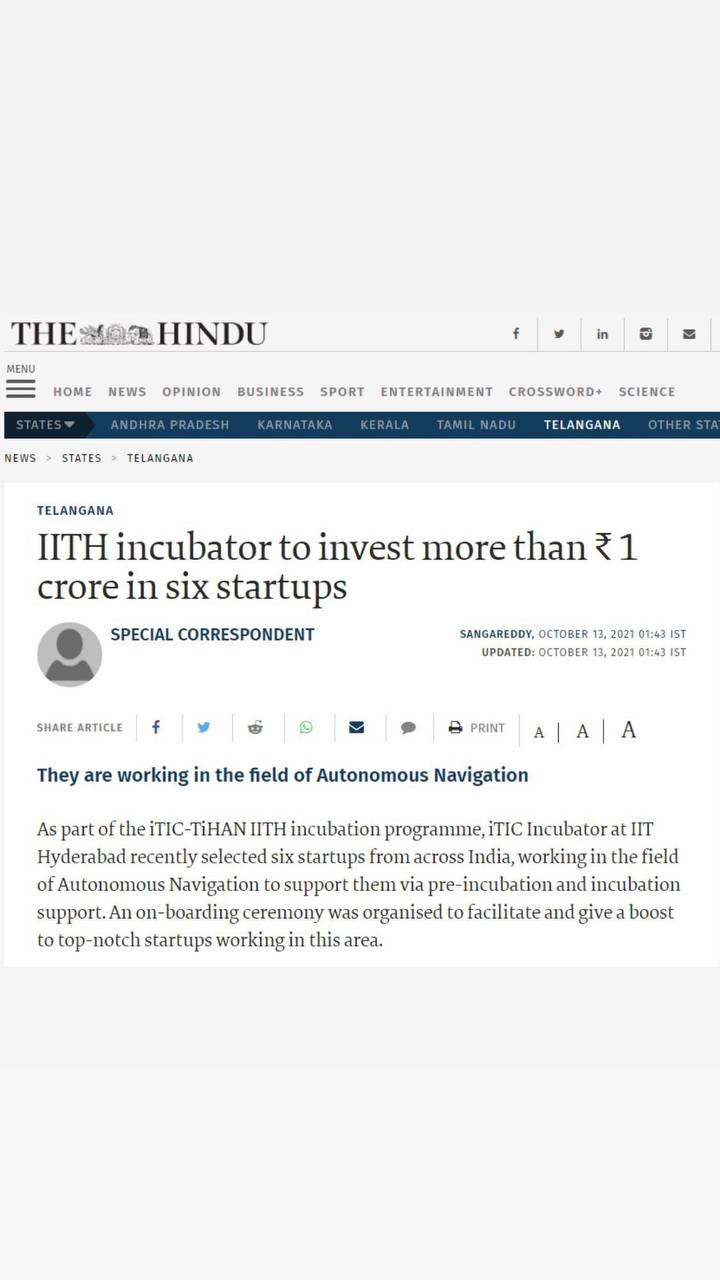 THE HINDU
MENU
HOME NEWS OPINION BUSINESS SPORT ENTERTAINMENT CROSSWORD+ SCIENCE
STATES ANDHRA PRADESH KARNATAKA KERALA TAMIL NADU TELANGANA OTHER STA
NEWS > STATES > TELANGANA
TELANGANA
IITH incubator to invest more than ₹ 1
crore in six startups
SPECIAL CORRESPONDENT
SANGAREDDY, OCTOBER 13, 2021 01:43 IST
UPDATED: OCTOBER 13, 2021 01:43 IST
SHARE ARTICLE PRINT A | A | A
They are working in the field of Autonomous Navigation
As part of the iTIC-TiHAN IITH incubation programme, iTIC Incubator at IIT
Hyderabad recently selected six startups from across India, working in the field
of Autonomous Navigation to support them via pre-incubation and incubation
support. An on-boarding ceremony was organised to facilitate and give a boost
to top-notch startups working in this area.